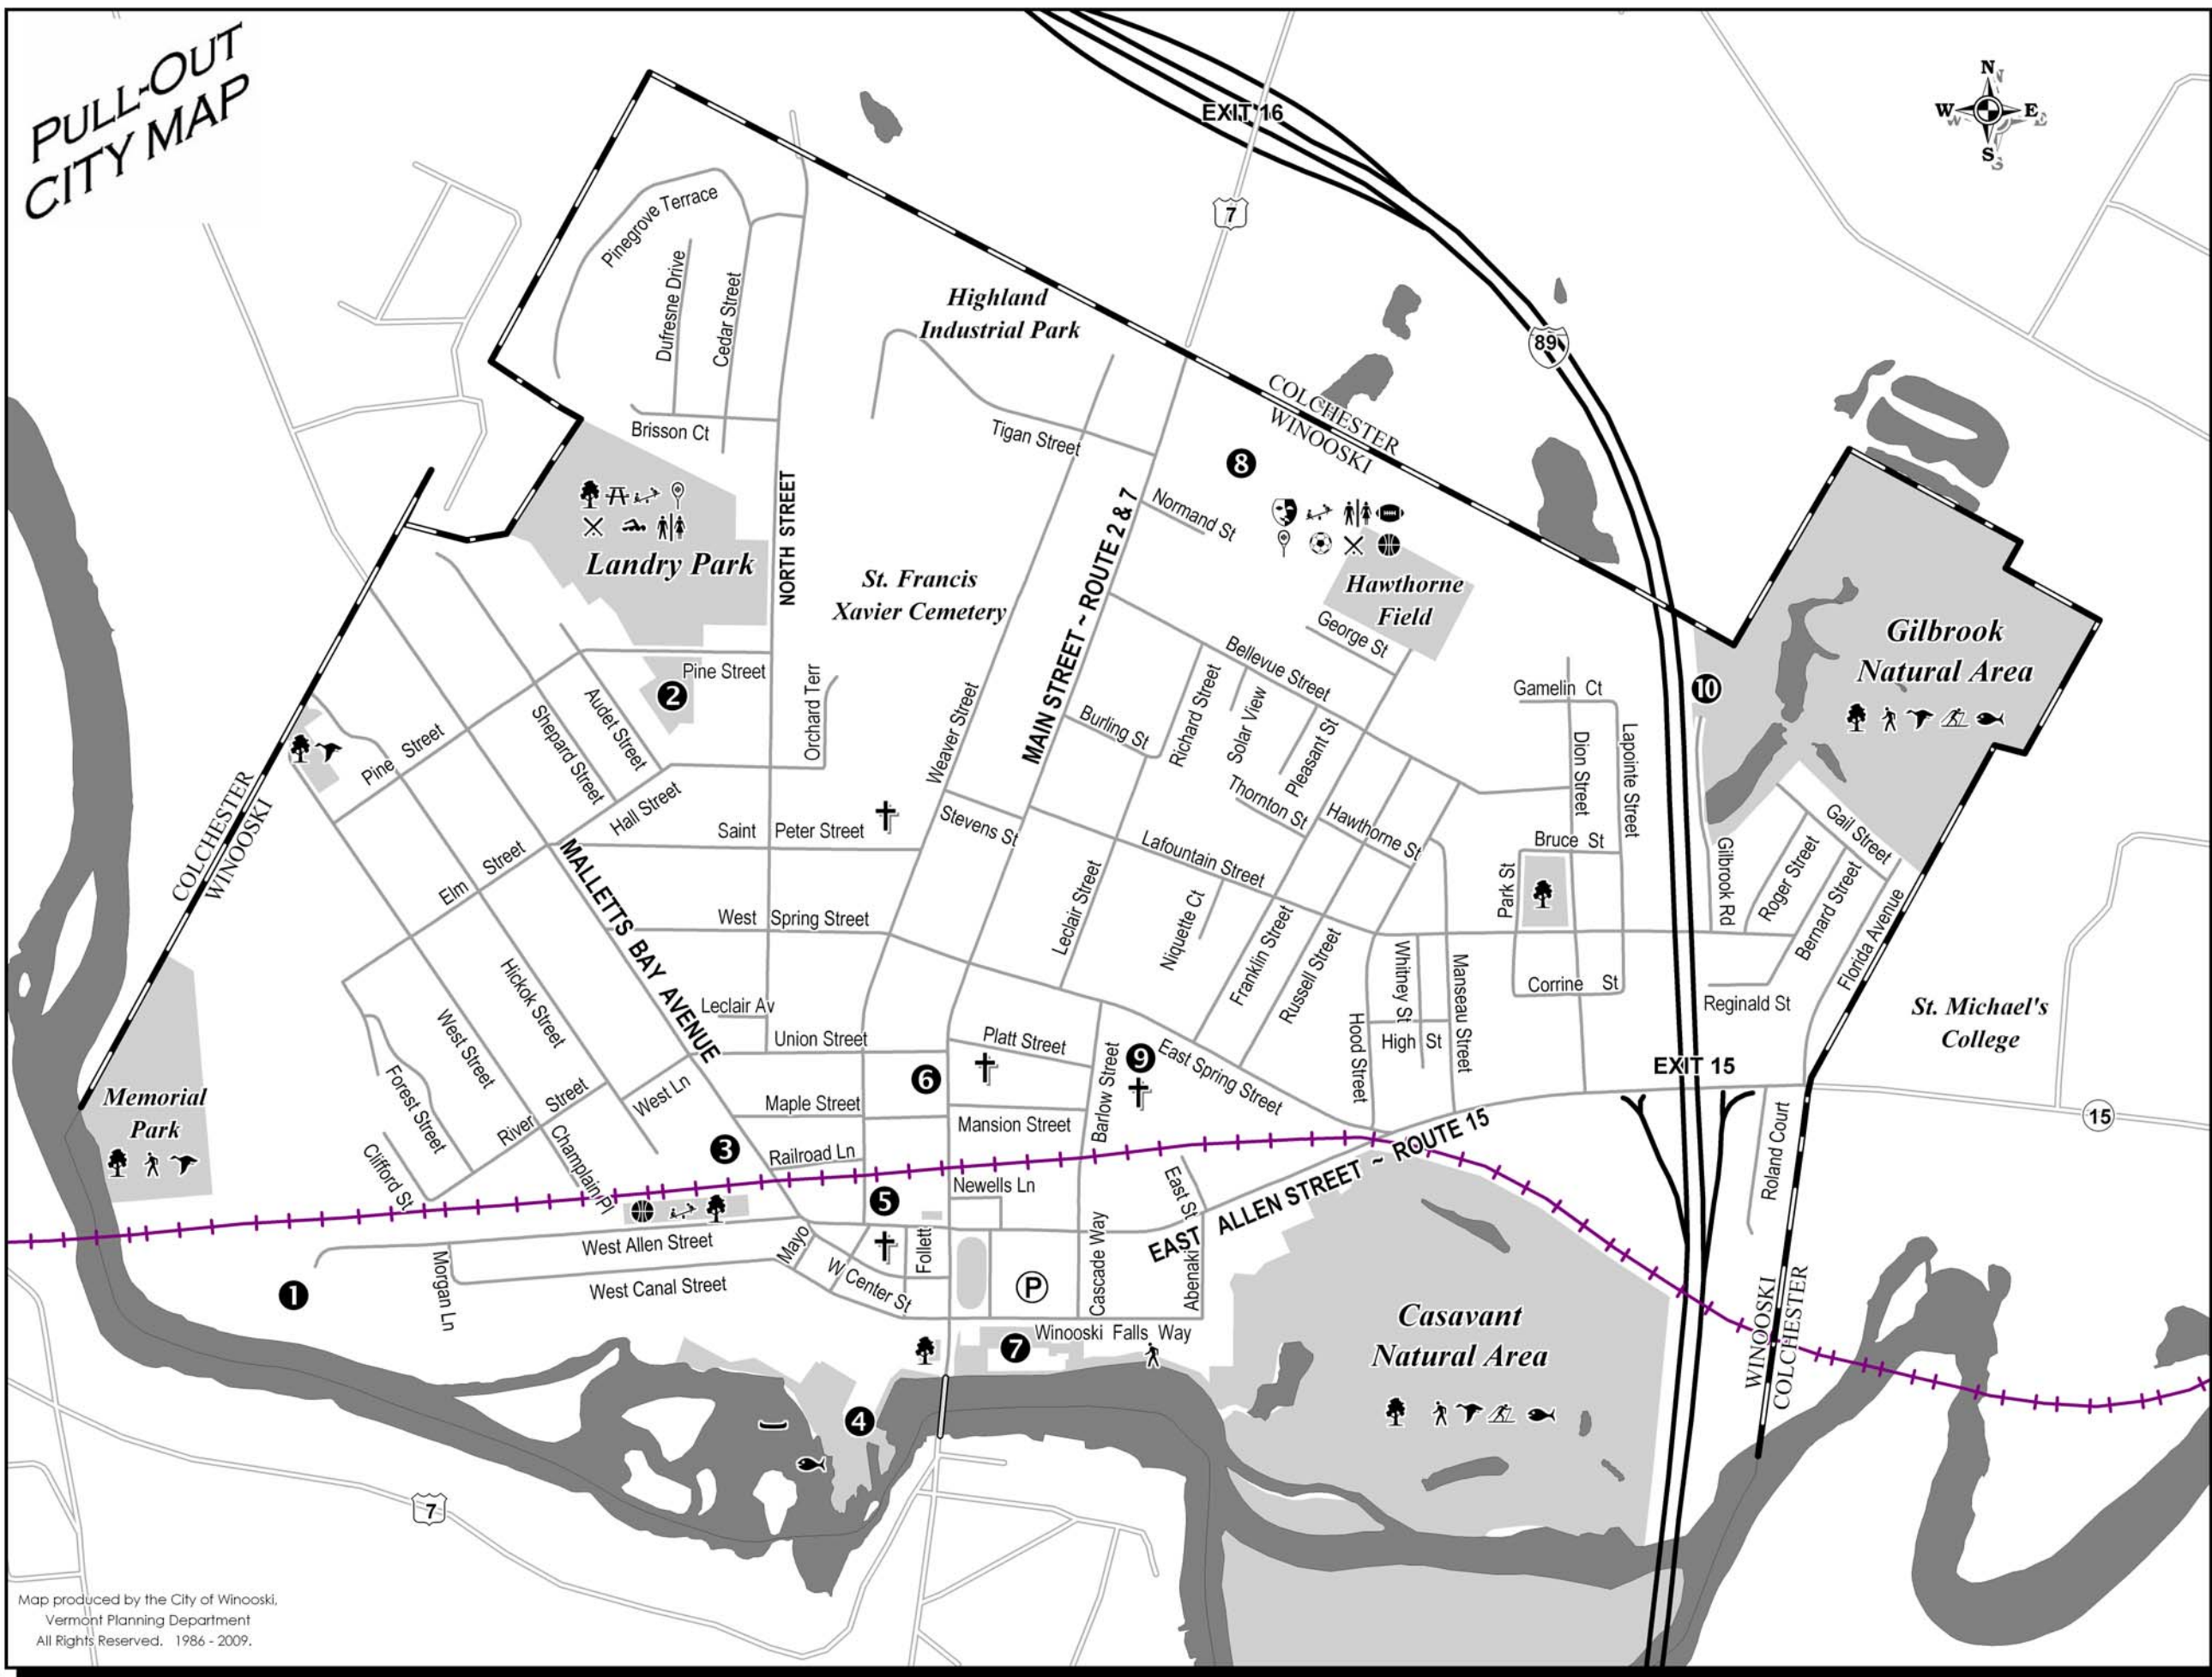 PULL-OUT
CITY MAP
EXIT 16
N
N
W
W
E
E
S
S
7
Pinegrove Terrace
Dufresne Drive
Cedar Street
Highland
Industrial Park
89
COLCHESTER
WINOOSKI
Brisson Ct
Tigan Street
8
Landry Park
NORTH STREET
Normand St
MAIN STREET ~ ROUTE 2 & 7
St. Francis
Xavier Cemetery
Hawthorne
Field
George St
Gilbrook
Natural Area
Bellevue Street
Pine Street
2
Orchard Terr
Audet Street
Shepard Street
Weaver Street
Burling St
Richard Street
Solar View
Pleasant St
Gamelin Ct
10
Dion Street
Lapointe Street
Pine Street
COLCHESTER
WINOOSKI
Hall Street
Saint Peter Street
Stevens St
Thornton St
Hawthorne St
Bruce St
Gail Street
Elm Street
MALLETTS BAY AVENUE
Lafountain Street
Leclair Street
Niquette Ct
Park St
Gilbrook Rd
Roger Street
Bernard Street
Florida Avenue
West Spring Street
Franklin Street
Russell Street
Whitney St
Manseau Street
Hickok Street
West Street
Leclair Av
Corrine St
Reginald St
St. Michael's
College
Union Street
Platt Street
Barlow Street
9
East Spring Street
Hood Street
High St
EXIT 15
6
Forest Street
River Street
West Ln
Maple Street
Mansion Street
Memorial
Park
Roland Court
15
Clifford St
Champlain Pl
3
Railroad Ln
Newells Ln
East St
EAST ALLEN STREET ~ ROUTE 15
5
West Allen Street
Mayo
Follett
Morgan Ln
West Canal Street
W Center St
P
Cascade Way
Abenaki
1
Winooski Falls Way
7
Casavant
Natural Area
WINOOSKI
COLCHESTER
4
7
Map produced by the City of Winooski,
Vermont Planning Department
All Rights Reserved. 1986 - 2009.